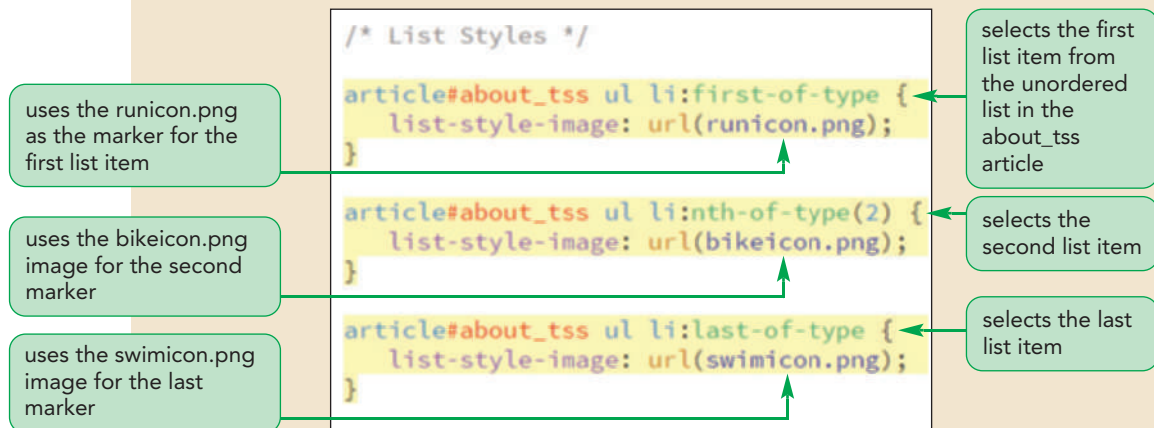 /* List Styles */
article#about_tss ul li:first-of-type {
list-style-image: url(runicon.png);
}
article#about_tss ul li:nth-of-type(2) {
list-style-image: url(bikeicon.png);
}
article#about_tss ul li:last-of-type {
list-style-image: url(swimicon.png);
}
uses the runicon.png
as the marker for the
first list item
uses the bikeicon.png
image for the second
marker
uses the swimicon.png
image for the last
marker
selects the first
list item from
the unordered
list in the
about_tss
article
selects the
second list item
selects the last
list item